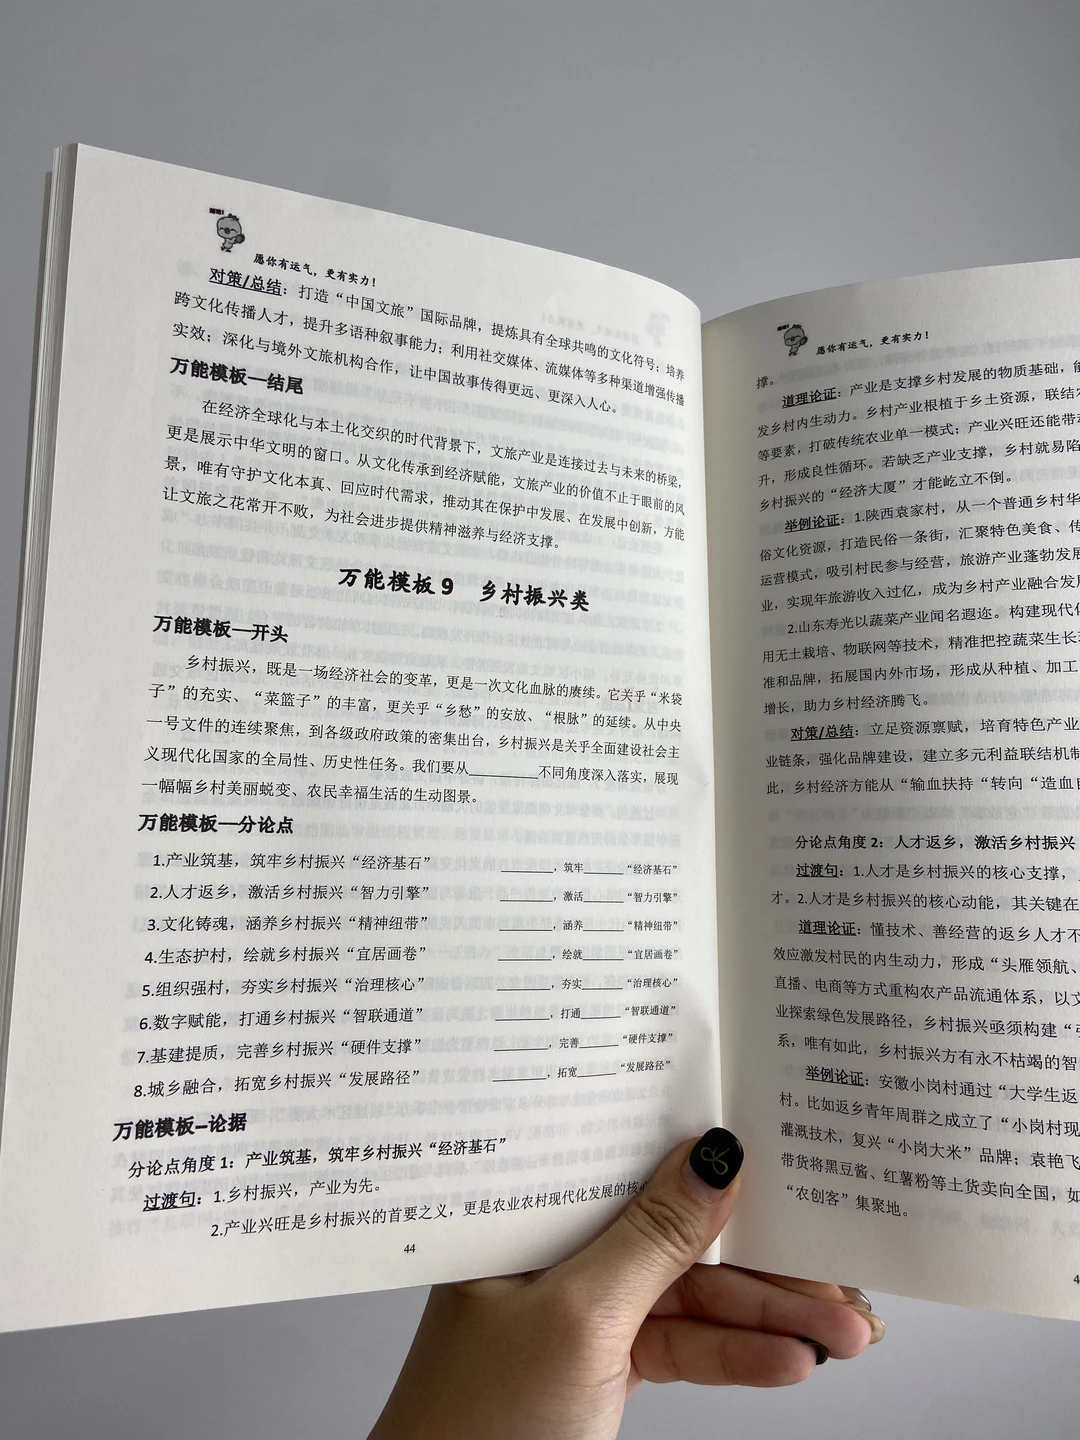 愿你有运气，更有实力！
对策/总结：打造“中国文旅”国际品牌，提炼具有全球共鸣的文化符号；培养
跨文化传播人才，提升多语种叙事能力；利用社交媒体、流媒体等多种渠道增强传播
实效；深化与境外文旅机构合作，让中国故事传得更远、更深入人心。
万能模板—结尾
在经济全球化与本土化交织的时代背景下，文旅产业是连接过去与未来的桥梁，
更是展示中华文明的窗口。从文化传承到经济赋能，文旅产业的价值不止于眼前的风
景，唯有守护文化本真、回应时代需求，推动其在保护中发展、在发展中创新，方能
让文旅之花常开不败，为社会进步提供精神滋养与经济支撑。
万能模板 9 乡村振兴类
万能模板—开头
乡村振兴，既是一场经济社会的变革，更是一次文化血脉的赓续。它关乎“米袋
子”的充实、“菜篮子”的丰富，更关乎“乡愁”的安放、“根脉”的延续。从中央
一号文件的连续聚焦，到各级政府政策的密集出台，乡村振兴是关乎全面建设社会主
义现代化国家的全局性、历史性任务。我们要从__________不同角度深入落实，展现
一幅幅乡村美丽蜕变、农民幸福生活的生动图景。
万能模板—分论点
1.产业筑基，筑牢乡村振兴“经济基石” ________，筑牢______“经济基石”
2.人才返乡，激活乡村振兴“智力引擎” ________，激活______“智力引擎”
3.文化铸魂，涵养乡村振兴“精神纽带” ________，涵养______“精神纽带”
4.生态护村，绘就乡村振兴“宜居画卷” ________，绘就______“宜居画卷”
5.组织强村，夯实乡村振兴“治理核心” ________，夯实______“治理核心”
6.数字赋能，打通乡村振兴“智联通道” ________，打通______“智联通道”
7.基建提质，完善乡村振兴“硬件支撑” ________，完善______“硬件支撑”
8.城乡融合，拓宽乡村振兴“发展路径” ________，拓宽______“发展路径”
万能模板—论据
分论点角度 1：产业筑基，筑牢乡村振兴“经济基石”
过渡句：1.乡村振兴，产业为先。
2.产业兴旺是乡村振兴的首要之义，更是农业农村现代化发展的核心
44
愿你有运气，更有实力！
撑。
道理论证：产业是支撑乡村发展的物质基础，能
发乡村内生动力。乡村产业根植于乡土资源，联结农
等要素，打破传统农业单一模式；产业兴旺还能带动
升，形成良性循环。若缺乏产业支撑，乡村就易陷
乡村振兴的“经济大厦”才能屹立不倒。
举例论证：1.陕西袁家村，从一个普通乡村华
俗文化资源，打造民俗一条街，汇聚特色美食、传
运营模式，吸引村民参与经营，旅游产业蓬勃发展
业，实现年旅游收入过亿，成为乡村产业融合发展
2.山东寿光以蔬菜产业闻名遐迩。构建现代化
用无土栽培、物联网等技术，精准把控蔬菜生长
准和品牌，拓展国内外市场，形成从种植、加工
增长，助力乡村经济腾飞。
对策/总结：立足资源禀赋，培育特色产业
业链条，强化品牌建设，建立多元利益联结机制
此，乡村经济方能从“输血扶持“转向“造血自
分论点角度 2：人才返乡，激活乡村振兴
过渡句：1.人才是乡村振兴的核心支撑，
才。2.人才是乡村振兴的核心动能，其关键在
道理论证：懂技术、善经营的返乡人才不
效应激发村民的内生动力，形成“头雁领航、
直播、电商等方式重构农产品流通体系，以文
业探索绿色发展路径，乡村振兴亟须构建“引
系，唯有如此，乡村振兴方有永不枯竭的智
举例论证：安徽小岗村通过“大学生返
村。比如返乡青年周群之成立了“小岗村现
灌溉技术，复兴“小岗大米”品牌；袁艳飞
带货将黑豆酱、红薯粉等土货卖向全国，如
“农创客”集聚地。